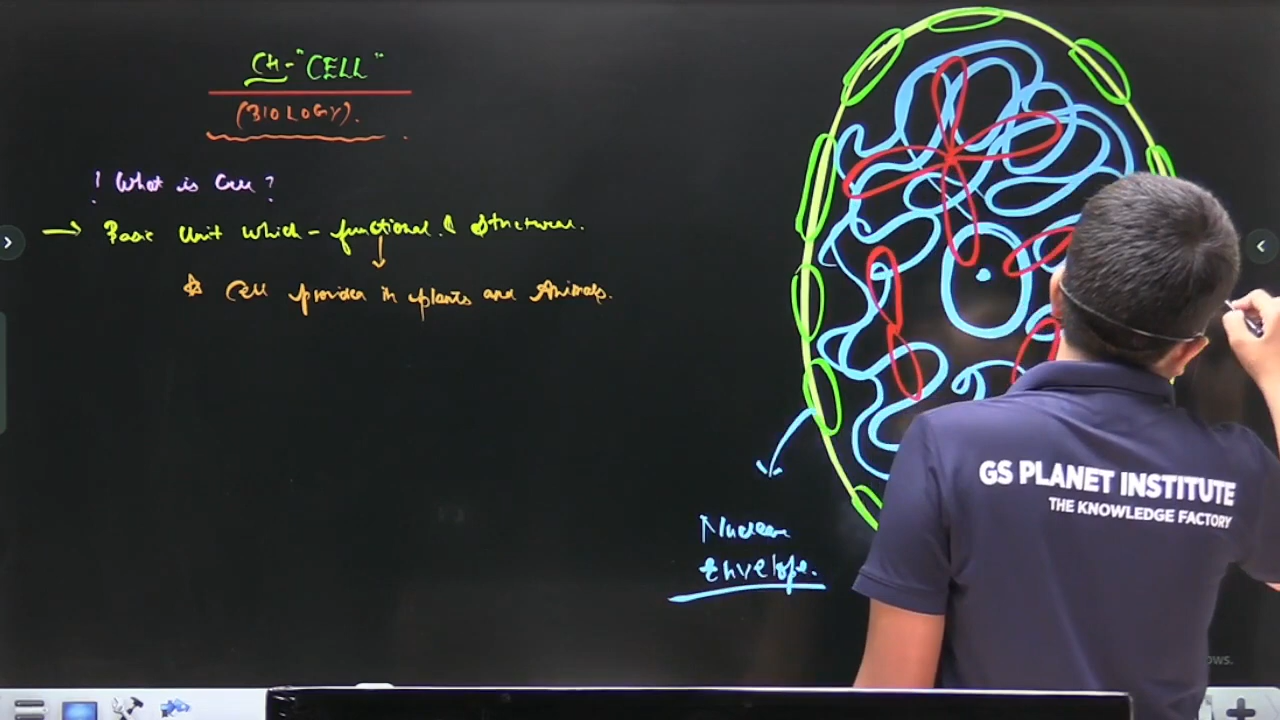 CH-"CELL"
(BIOLOGY).
! What is Cell ?
→ Basic Unit which - functional & Structural.
☆ Cell provides in plants and Animals.
Nuclear
envelope.
GS PLANET INSTITUTE
THE KNOWLEDGE FACTORY